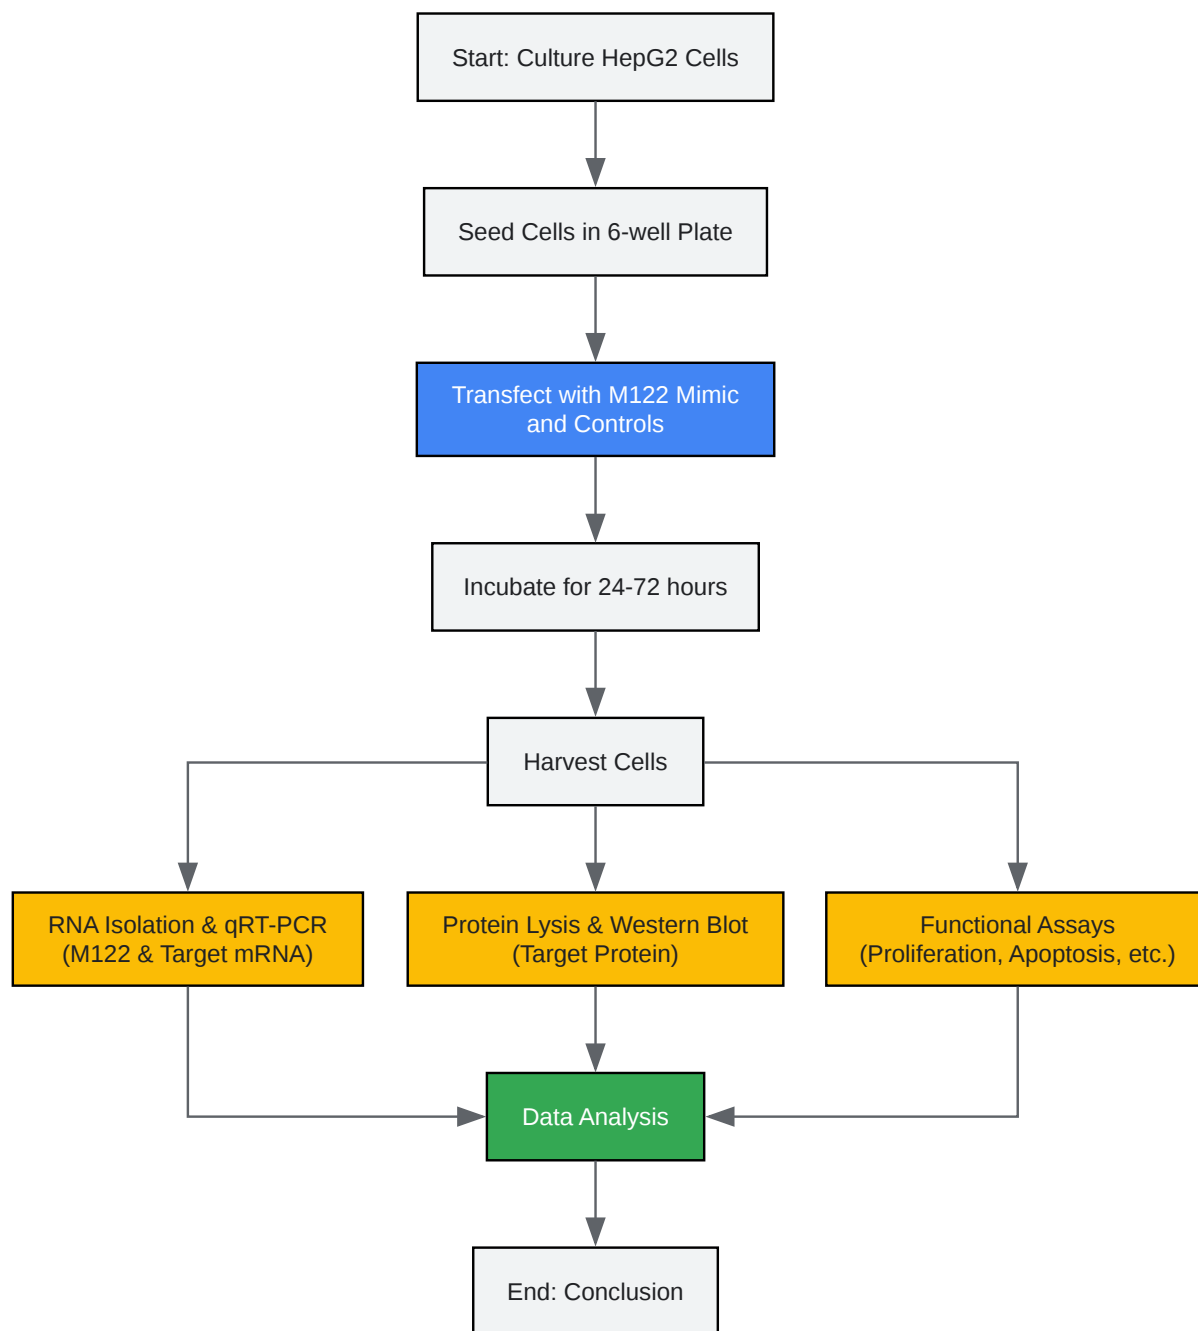 Start: Culture HepG2 Cells
Seed Cells in 6-well Plate
Transfect with M122 Mimic
and Controls
Incubate for 24-72 hours
Harvest Cells
RNA Isolation & qRT-PCR
(M122 & Target mRNA)
Protein Lysis & Western Blot
(Target Protein)
Functional Assays
(Proliferation, Apoptosis, etc.)
Data Analysis
End: Conclusion